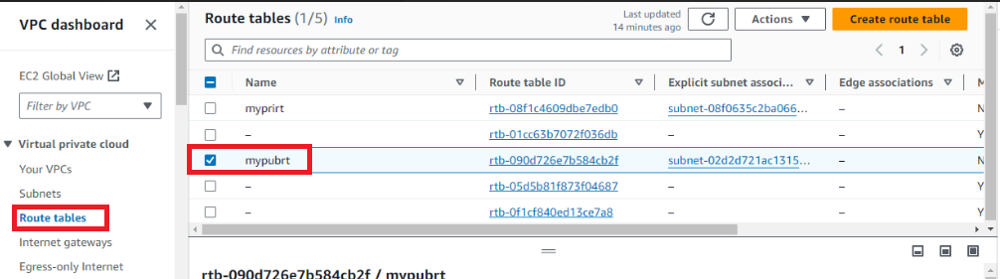 VPC dashboard
EC2 Global View
Filter by VPC
Virtual private cloud
Your VPCs
Subnets
Route tables
Internet gateways
Egress-only Internet
Route tables (1/5) Info
Last updated
14 minutes ago
Actions
Create route table
Find resources by attribute or tag
1
Name Route table ID Explicit subnet associ... Edge associations M
myprirt rtb-08f1c4609dbe7edb0 subnet-08f0635c2ba066... – N
– rtb-01cc63b7072f036db – – Y
mypubrt rtb-090d726e7b584cb2f subnet-02d2d721ac1315... – N
– rtb-05d5b81f873f04687 – – Y
– rtb-0f1cf840ed13ce7a8 – – Y
rtb-090d726e7b584cb2f / mypubrt